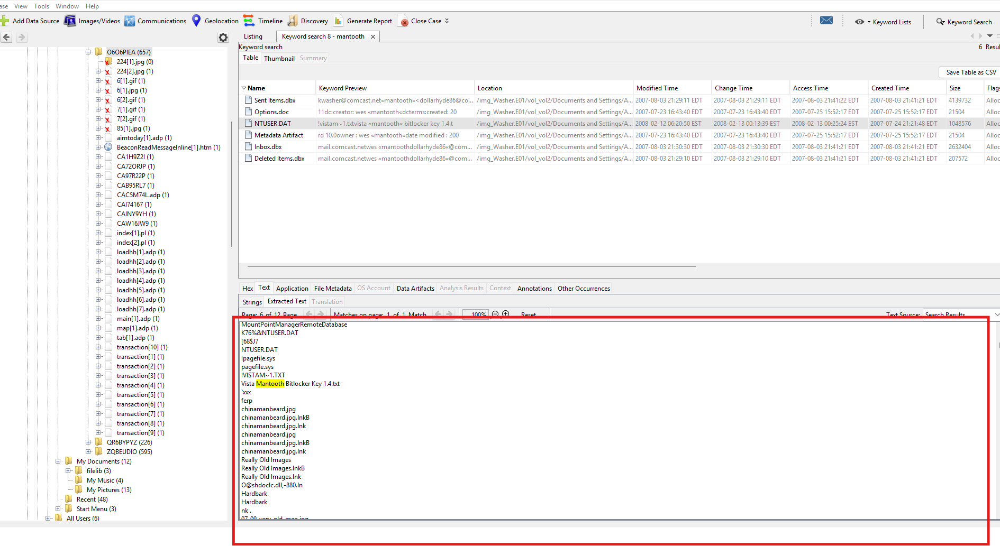 ase View Tools Window Help
Add Data Source Images/Videos Communications Geolocation Timeline Discovery Generate Report Close Case Keyword Lists Keyword Search
Listing Keyword search 8 - mantooth
Keyword search
6 Resul
Table Thumbnail Summary
Save Table as CSV
Name Keyword Preview Location Modified Time Change Time Access Time Created Time Size Flags
Sent Items.dbx kwasher@comcast.net«mantooth«<dollarhyde86@co... /img_Washer.E01/vol_vol2/Documents and Settings/A... 2007-08-03 21:29:11 EDT 2007-08-03 21:29:11 EDT 2007-08-03 21:41:22 EDT 2007-08-03 21:41:21 EDT 4139732 Alloc
Options.doc 11dc:creator: wes «mantooth«dcterms:created: 20 /img_Washer.E01/vol_vol2/Documents and Settings/A... 2007-07-23 16:43:40 EDT 2007-07-23 16:43:40 EDT 2007-07-25 15:52:17 EDT 2007-07-25 15:52:17 EDT 21504 Alloc
NTUSER.DAT !vistam~1.txtvista «mantooth« bitlocker key 1.4.t /img_Washer.E01/vol_vol2/Documents and Settings/A... 2008-02-12 06:20:50 EST 2008-02-13 00:13:39 EST 2008-02-13 00:25:24 EST 2007-07-24 21:21:48 EDT 1048576 Alloc
Metadata Artifact rd 10.0owner : wes «mantooth«date modified : 200 /img_Washer.E01/vol_vol2/Documents and Settings/A... 2007-07-23 16:43:40 EDT 2007-07-23 16:43:40 EDT 2007-07-25 15:52:17 EDT 2007-07-25 15:52:17 EDT 21504 Alloc
Inbox.dbx mail.comcast.netwes «mantoothdollarhyde86«@com... /img_Washer.E01/vol_vol2/Documents and Settings/A... 2007-08-03 21:30:30 EDT 2007-08-03 21:30:30 EDT 2007-08-03 21:41:21 EDT 2007-08-03 21:41:21 EDT 2632404 Alloc
Deleted Items.dbx mail.comcast.netwes «mantoothdollarhyde86«@com... /img_Washer.E01/vol_vol2/Documents and Settings/A... 2007-08-03 21:29:10 EDT 2007-08-03 21:29:10 EDT 2007-08-03 21:41:21 EDT 2007-08-03 21:41:21 EDT 207572 Alloc
O6O6PIEA (657)
224[1].jpg (0)
224[2].jpg (1)
6[1].gif (1)
6[1].jpg (1)
6[2].gif (1)
7[1].gif (1)
7[2].gif (1)
85[1].jpg (1)
aimtoday[1].adp (1)
BeaconReadMessageInline[1].htm (1)
CA1H9Z2I (1)
CA72ORJP (1)
CA97R22P (1)
CAB95RL7 (1)
CAC5M74L.adp (1)
CAI74167 (1)
CAINY9YH (1)
CAW16JW9 (1)
index[1].pl (1)
index[2].pl (1)
loadhh[1].adp (1)
loadhh[2].adp (1)
loadhh[3].adp (1)
loadhh[4].adp (1)
loadhh[5].adp (1)
loadhh[6].adp (1)
loadhh[7].adp (1)
main[1].adp (1)
map[1].adp (1)
tab[1].adp (1)
transaction[10] (1)
transaction[1] (1)
transaction[2] (1)
transaction[3] (1)
transaction[4] (1)
transaction[5] (1)
transaction[6] (1)
transaction[7] (1)
transaction[8] (1)
transaction[9] (1)
QR6BYPYZ (226)
ZQBEUDIO (595)
My Documents (12)
filelib (3)
My Music (4)
My Pictures (13)
Recent (48)
Start Menu (3)
All Users (6)
Hex Text Application File Metadata OS Account Data Artifacts Analysis Results Context Annotations Other Occurrences
Strings Extracted Text Translation
Page: 6 of 12 Page Matches on page: 1 of 1 Match 100% Reset Text Source: Search Results
MountPointManagerRemoteDatabase
K76%&NTUSER.DAT
[68$J7
NTUSER.DAT
!pagefile.sys
pagefile.sys
!VISTAM~1.TXT
Vista Mantooth Bitlocker Key 1.4.txt
`xxx
ferp
chinamanbeard.jpg
chinamanbeard.jpg.lnkB
chinamanbeard.jpg.lnk
chinamanbeard.jpg
chinamanbeard.jpg.lnkB
chinamanbeard.jpg.lnk
Really Old Images
Really Old Images.lnkB
Really Old Images.lnk
O@shdoclc.dll,-880.ln
Hardbark
Hardbark
nk .
07_09_very_old_man.jpg